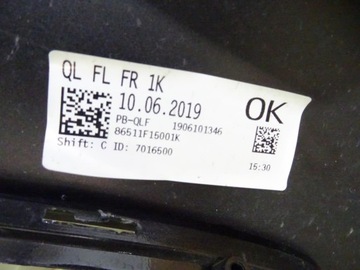 QL FL FR 1K
10.06.2019
OK
PB-QLF 1906101346
86511F15001K
Shift: C ID: 7016500
15:30